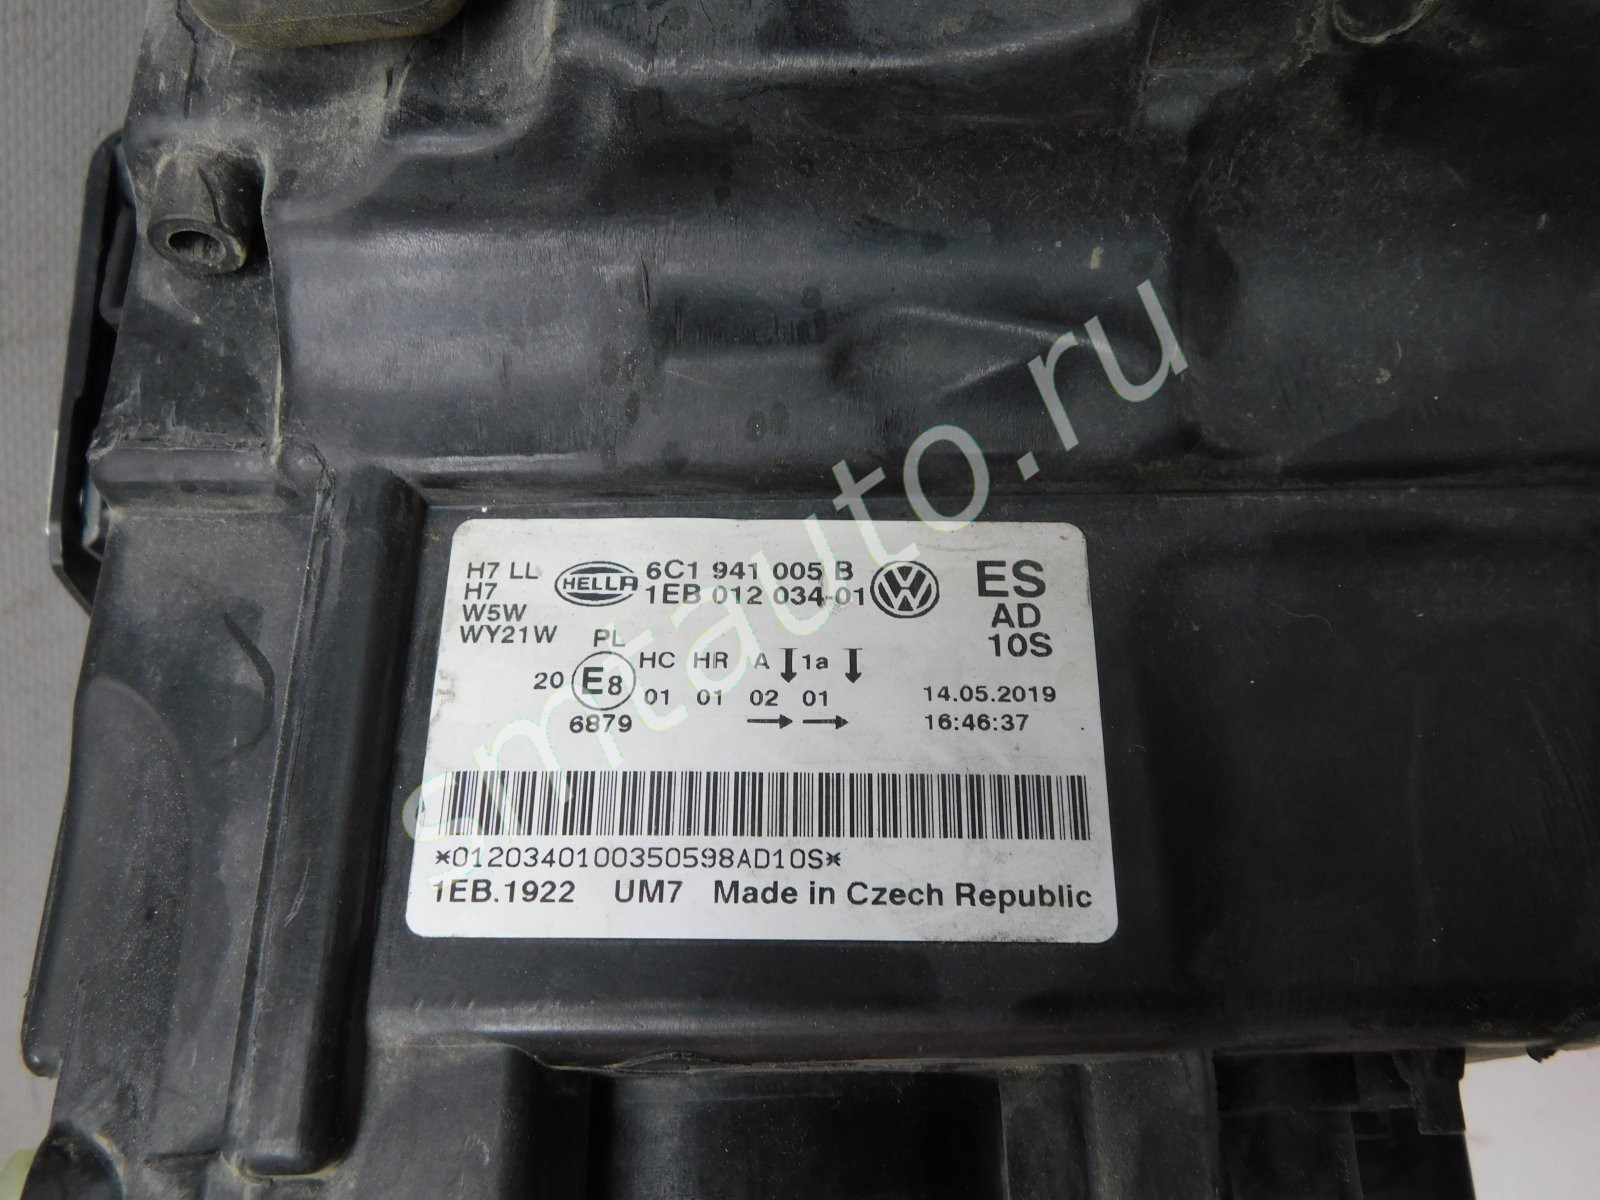 H7 LL
H7
W5W
WY21W
HELLA
6C1 941 005 B
1EB 012 034-01
VW
ES
AD
10S
PL
20 E8 HC HR A 1a
01 01 02 01
6879
14.05.2019
16:46:37
*0120340100350598AD10S*
1EB.1922 UM7 Made in Czech Republic
smtauto.ru